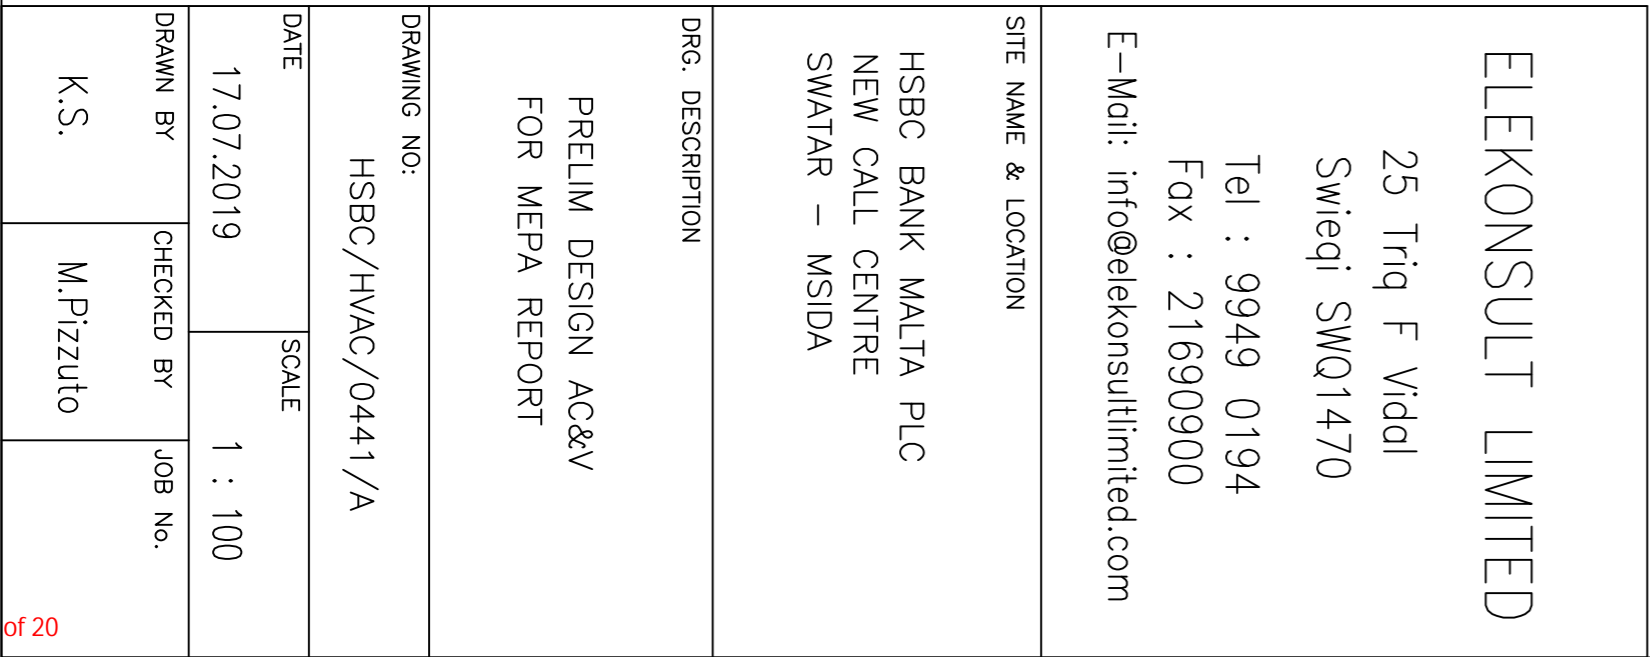 ELEKONSULT LIMITED
25 Triq F Vidal
Swieqi SWQ1470
Tel : 9949 0194
Fax : 21690900
E-Mail: info@elekonsultlimited.com
SITE NAME & LOCATION
HSBC BANK MALTA PLC
NEW CALL CENTRE
SWATAR - MSIDA
DRG. DESCRIPTION
PRELIM DESIGN AC&V
FOR MEPA REPORT
DRAWING NO:
HSBC/HVAC/0441/A
DATE
17.07.2019
SCALE
1 : 100
DRAWN BY
K.S.
CHECKED BY
M.Pizzuto
JOB No.
of 20